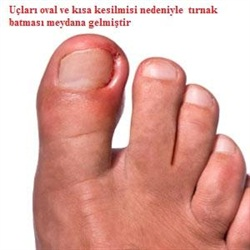 Uçları oval ve kısa kesilmisi nedeniyle tırnak
batması meydana gelmiştir